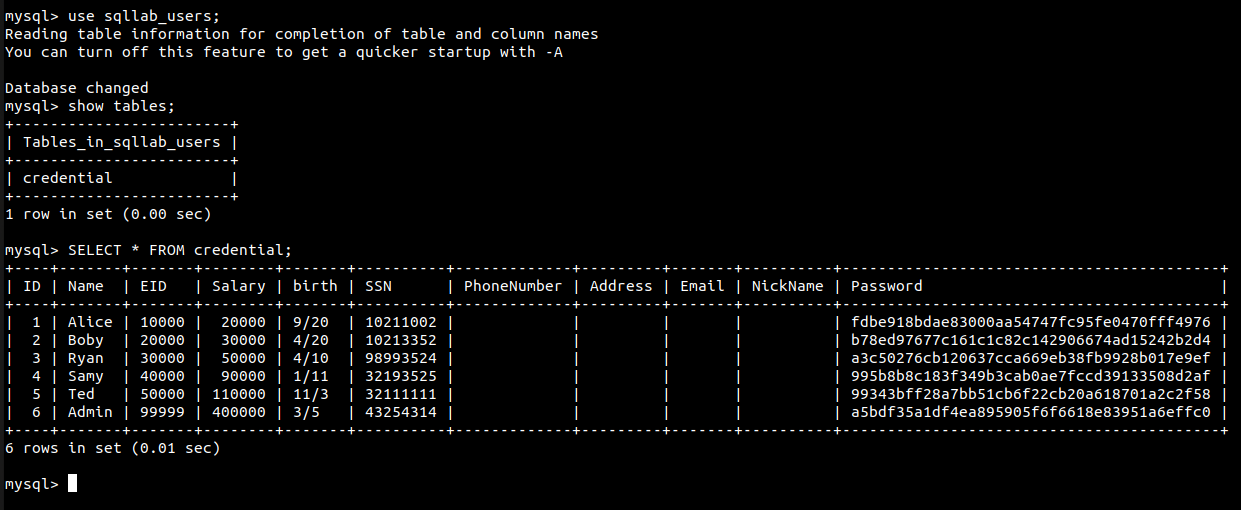 mysql> use sqllab_users;
Reading table information for completion of table and column names
You can turn off this feature to get a quicker startup with -A
Database changed
mysql> show tables;
+------------------------+
| Tables_in_sqllab_users |
+------------------------+
| credential             |
+------------------------+
1 row in set (0.00 sec)
mysql> SELECT * FROM credential;
+----+-------+-------+--------+-------+----------+-------------+---------+-------+----------+------------------------------------------+
| ID | Name  | EID   | Salary | birth | SSN      | PhoneNumber | Address | Email | NickName | Password                                 |
+----+-------+-------+--------+-------+----------+-------------+---------+-------+----------+------------------------------------------+
|  1 | Alice | 10000 |  20000 | 9/20  | 10211002 |             |         |       |          | fdbe918bdae83000aa54747fc95fe0470fff4976 |
|  2 | Boby  | 20000 |  30000 | 4/20  | 10213352 |             |         |       |          | b78ed97677c161c1c82c142906674ad15242b2d4 |
|  3 | Ryan  | 30000 |  50000 | 4/10  | 98993524 |             |         |       |          | a3c50276cb120637cca669eb38fb9928b017e9ef |
|  4 | Samy  | 40000 |  90000 | 1/11  | 32193525 |             |         |       |          | 995b8b8c183f349b3cab0ae7fccd39133508d2af |
|  5 | Ted   | 50000 | 110000 | 11/3  | 32111111 |             |         |       |          | 99343bff28a7bb51cb6f22cb20a618701a2c2f58 |
|  6 | Admin | 99999 | 400000 | 3/5   | 43254314 |             |         |       |          | a5bdf35a1df4ea895905f6f6618e83951a6effc0 |
+----+-------+-------+--------+-------+----------+-------------+---------+-------+----------+------------------------------------------+
6 rows in set (0.01 sec)
mysql>